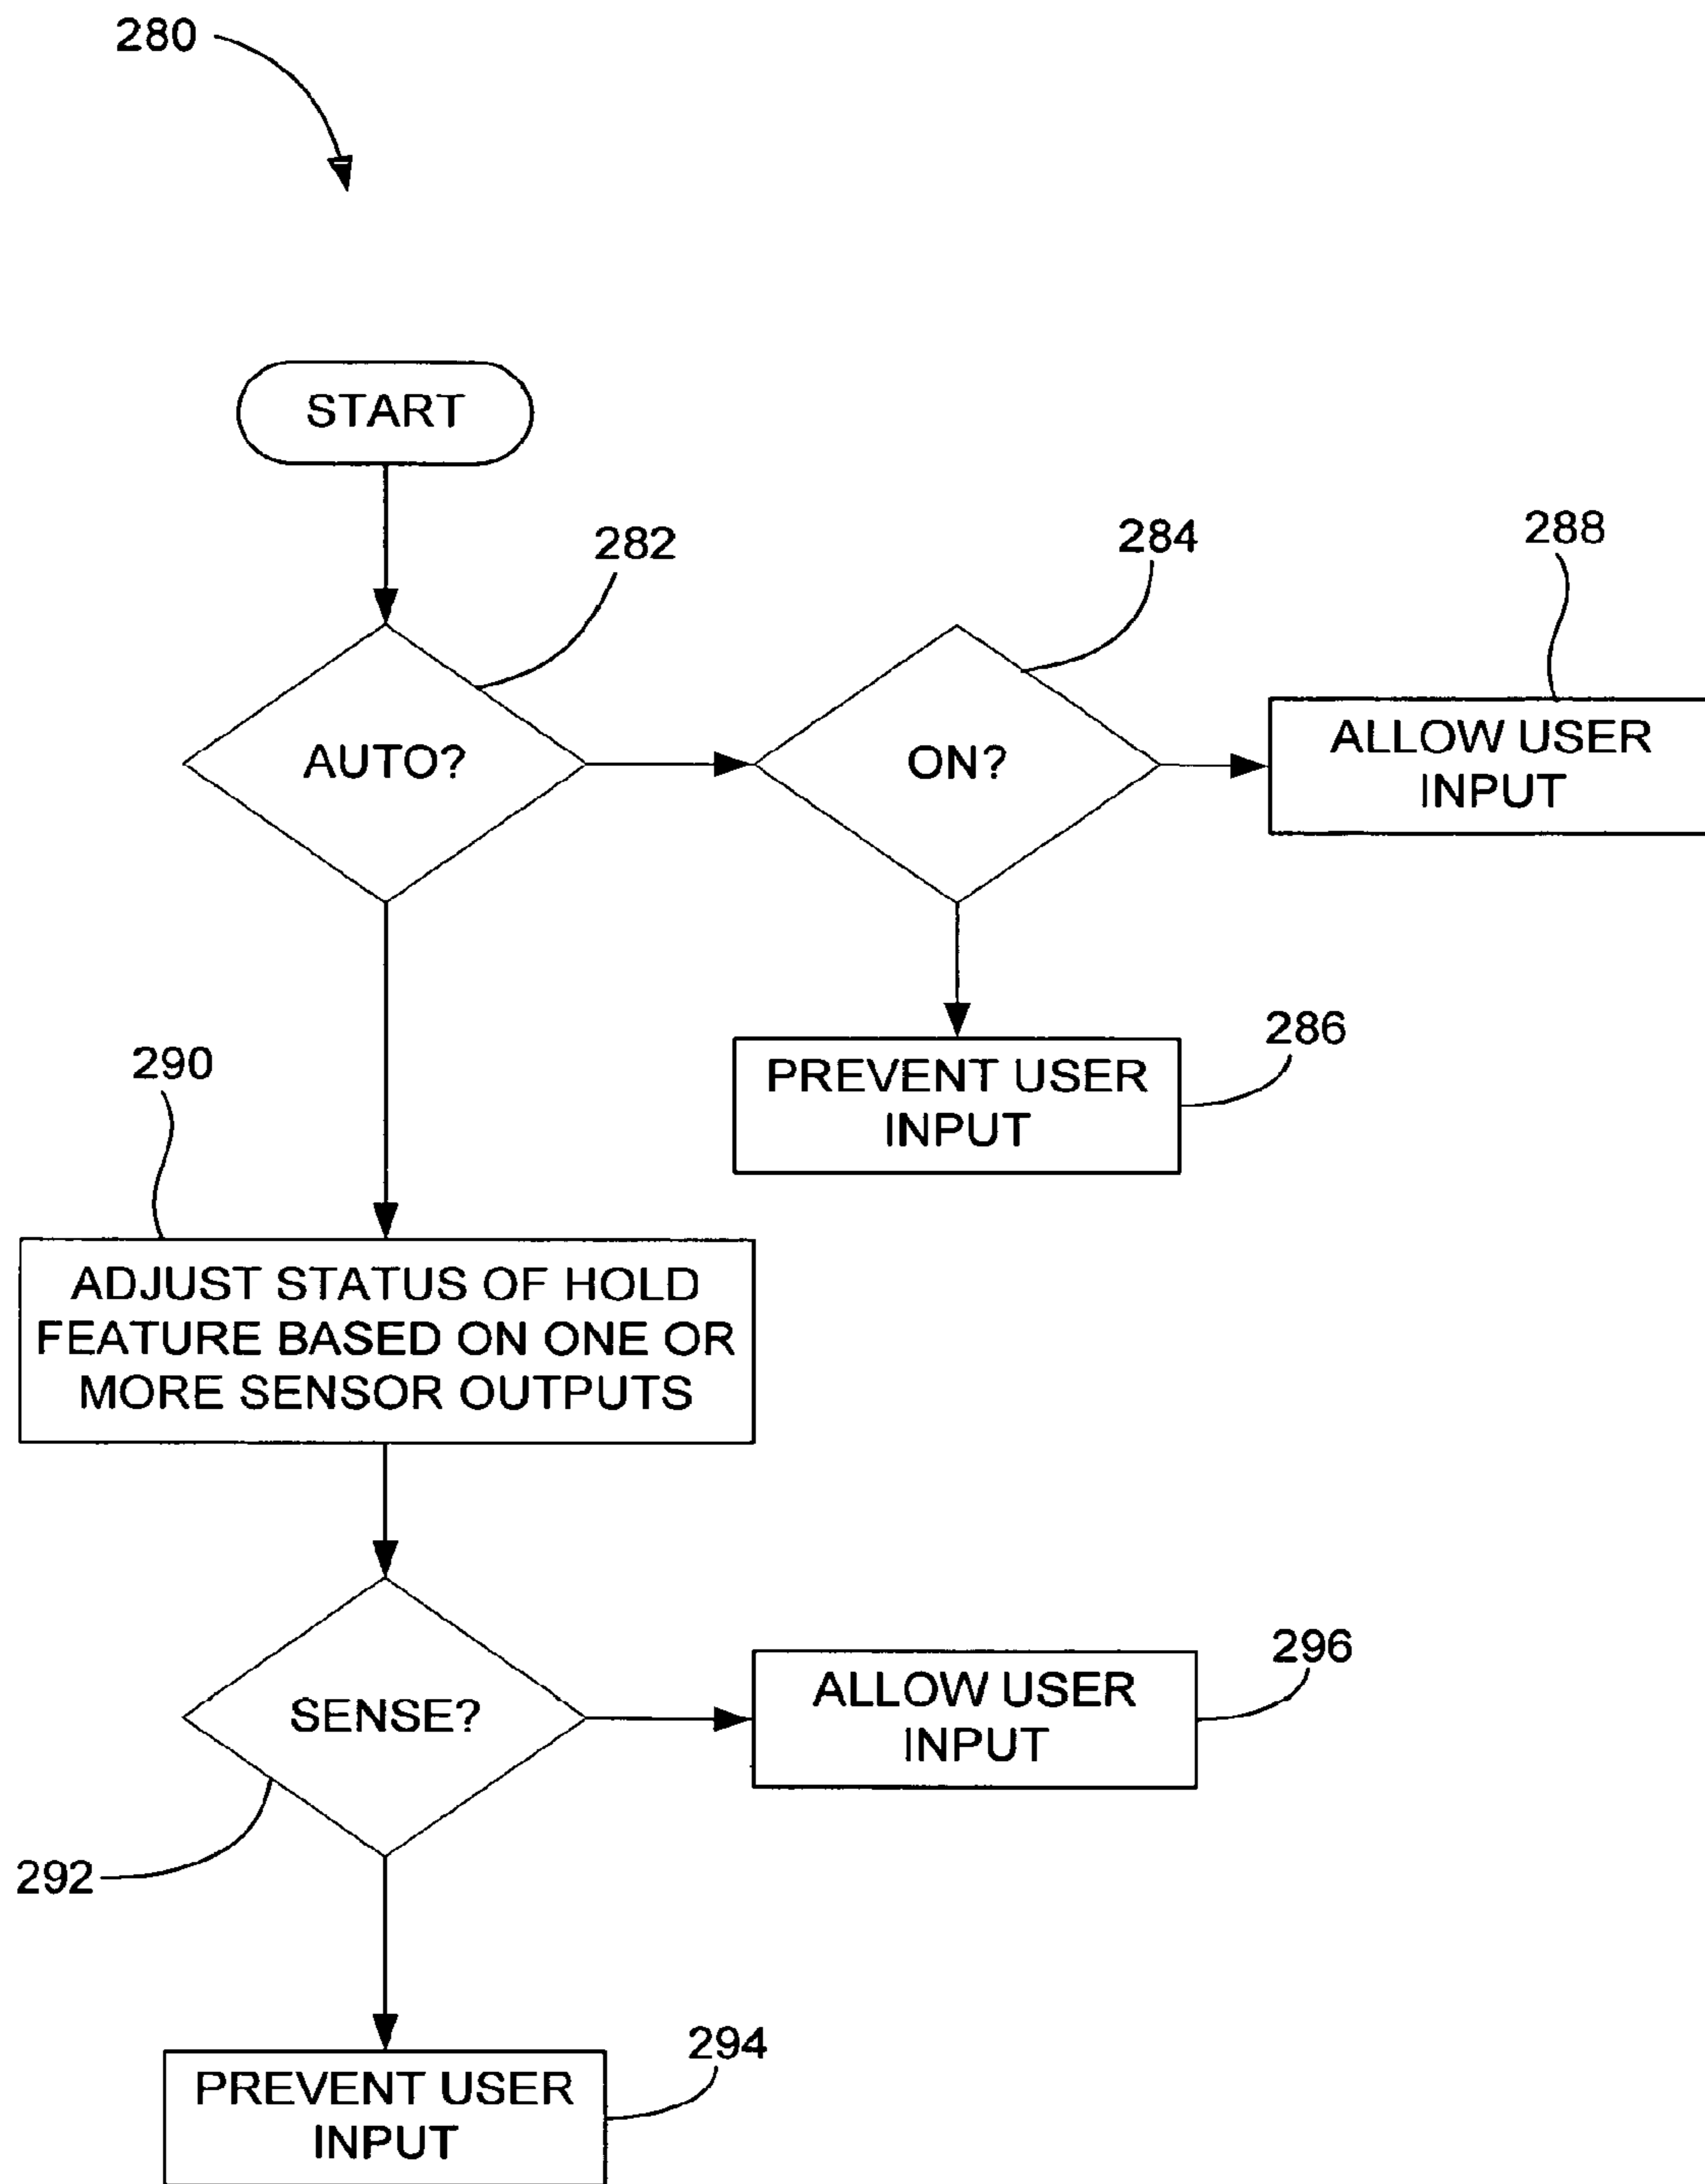 280
START
282
284
288
AUTO?
ON?
ALLOW USER
INPUT
286
PREVENT USER
INPUT
290
ADJUST STATUS OF HOLD
FEATURE BASED ON ONE OR
MORE SENSOR OUTPUTS
296
SENSE?
ALLOW USER
INPUT
292
294
PREVENT USER
INPUT